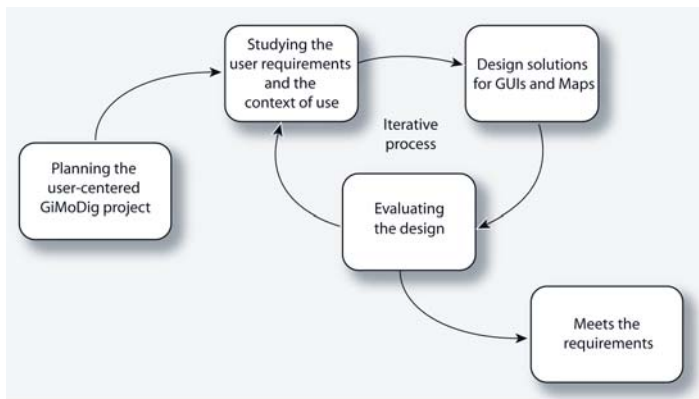 Planning the
user-centered
GiMoDig project
Studying the
user requirements
and the
context of use
Design solutions
for GUIs and Maps
Iterative
process
Evaluating
the design
Meets the
requirements